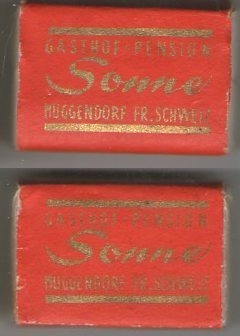 GASTHOF-PENSION
Sonne
MUGGENDORF FR. SCHWEIZ
GASTHOF-PENSION
Sonne
MUGGENDORF FR. SCHWEIZ